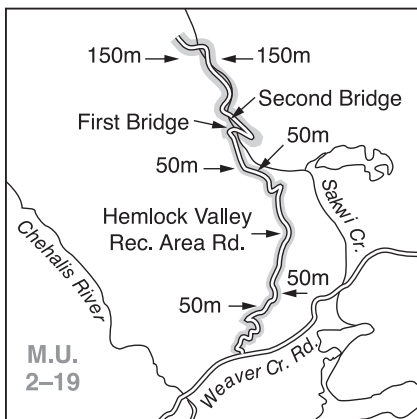 150m
150m
Second Bridge
First Bridge
50m
50m
Hemlock Valley
Rec. Area Rd.
Sakwi Cr.
Chehalis River
50m
50m
M.U.
2–19
Weaver Cr. Rd.